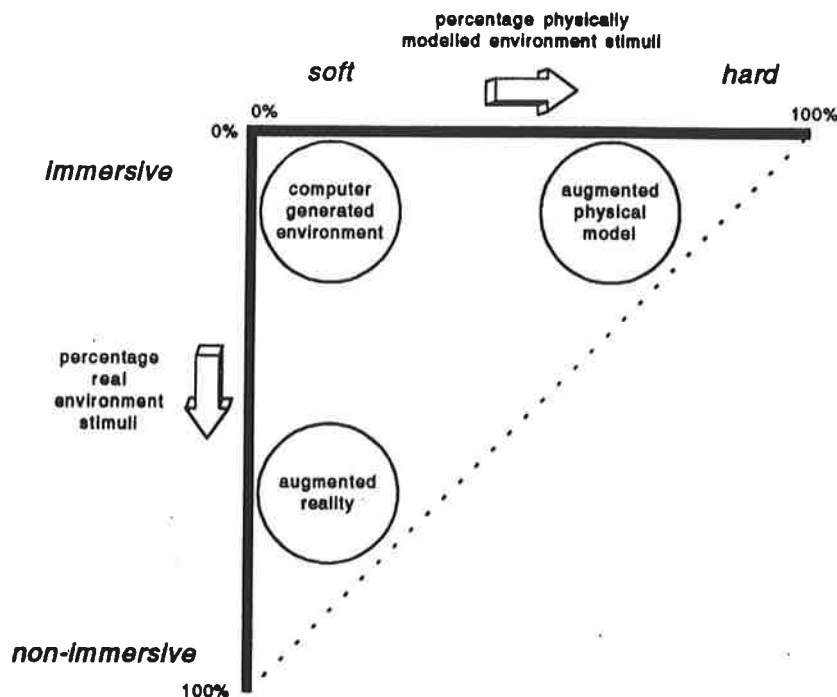 percentage physically
modelled environment stimuli
soft
hard
0%
100%
0%
immersive
computer
generated
environment
augmented
physical
model
percentage
real
environment
stimuli
augmented
reality
non-immersive
100%